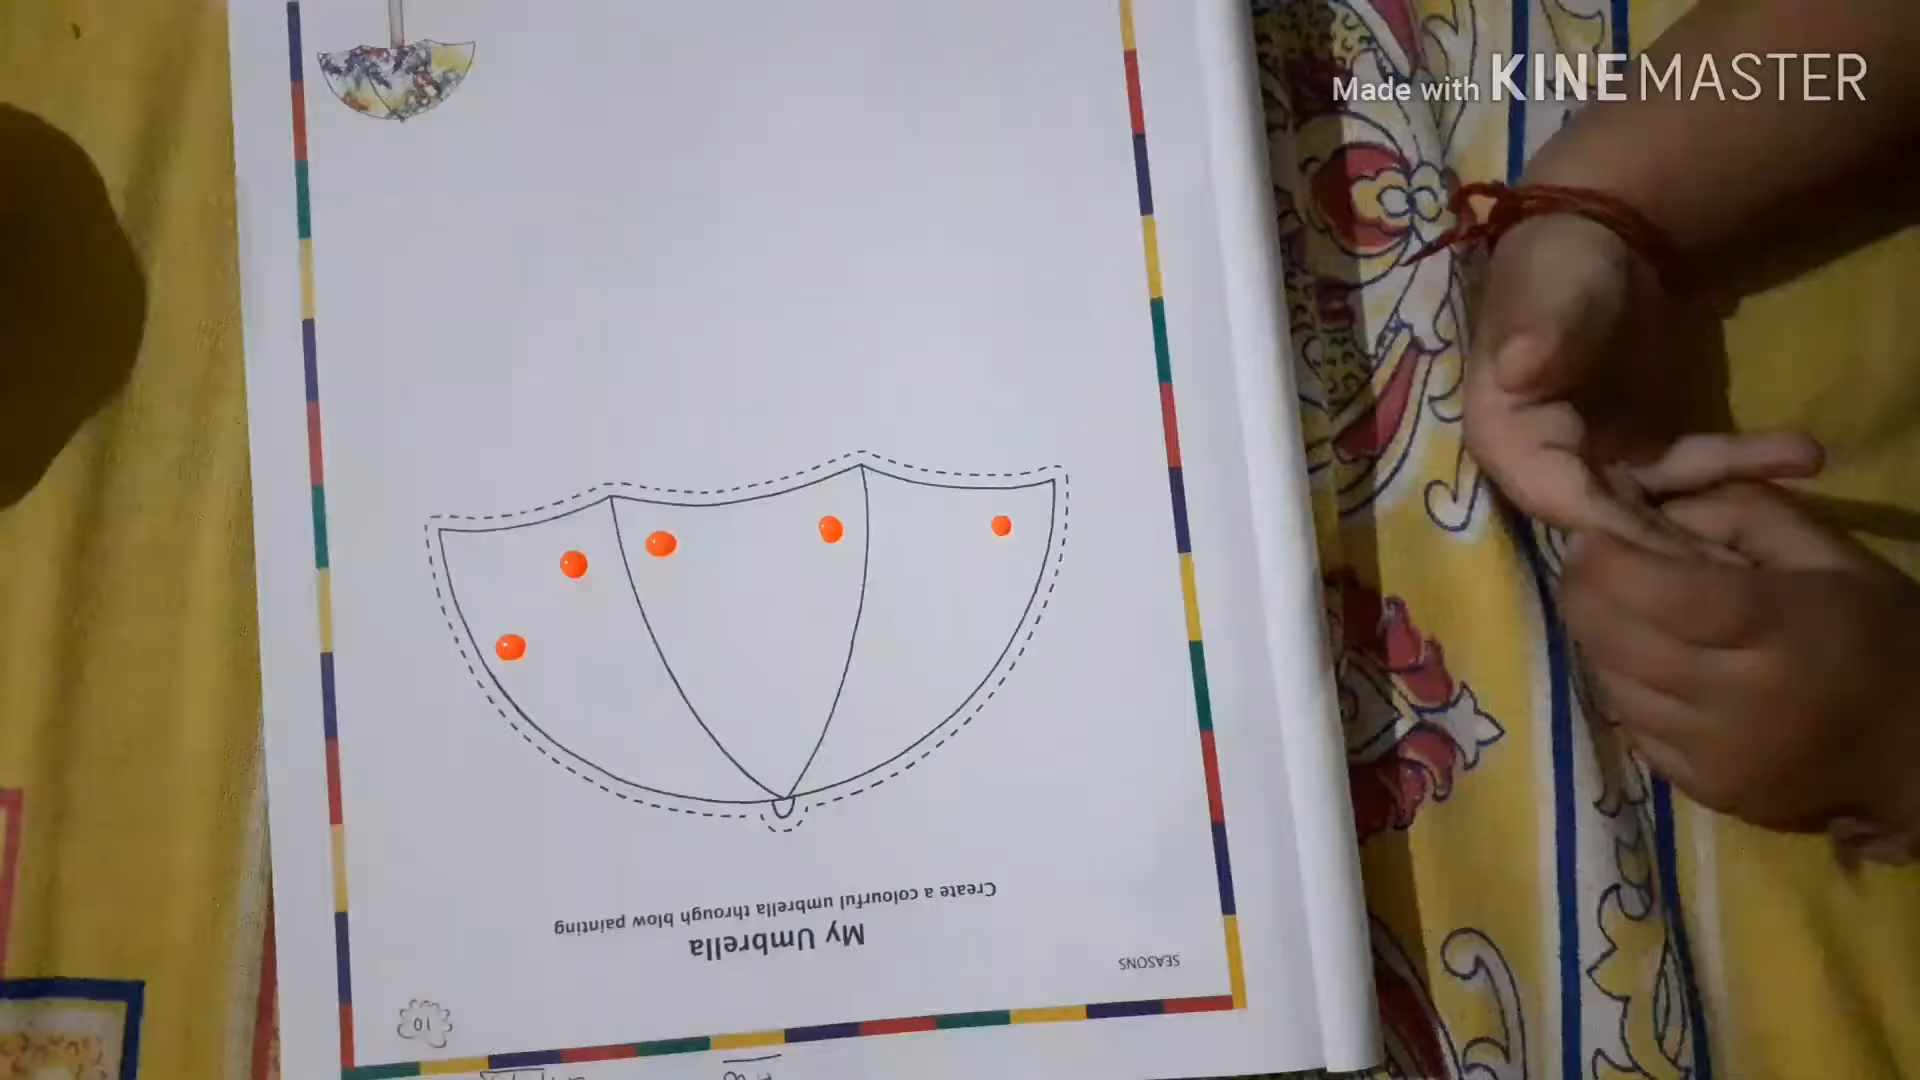 Made with KINEMASTER
SEASONS
My Umbrella
Create a colourful umbrella through blow painting
10